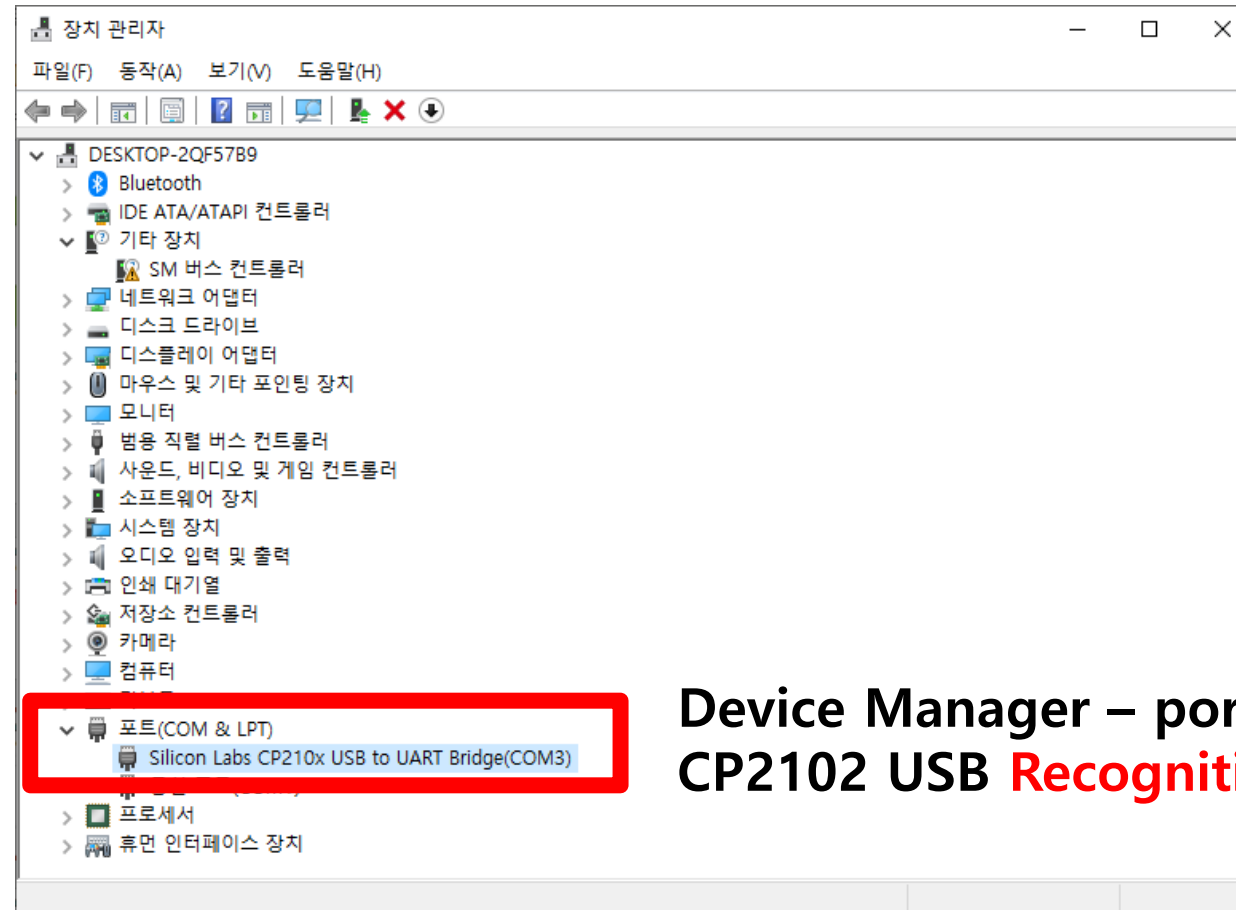 장치 관리자
파일(F) 동작(A) 보기(V) 도움말(H)
DESKTOP-2QF57B9
Bluetooth
IDE ATA/ATAPI 컨트롤러
기타 장치
SM 버스 컨트롤러
네트워크 어댑터
디스크 드라이브
디스플레이 어댑터
마우스 및 기타 포인팅 장치
모니터
범용 직렬 버스 컨트롤러
사운드, 비디오 및 게임 컨트롤러
소프트웨어 장치
시스템 장치
오디오 입력 및 출력
인쇄 대기열
저장소 컨트롤러
카메라
컴퓨터
포트(COM & LPT)
Silicon Labs CP210x USB to UART Bridge(COM3)
프로세서
휴먼 인터페이스 장치
Device Manager – por
CP2102 USB Recogniti